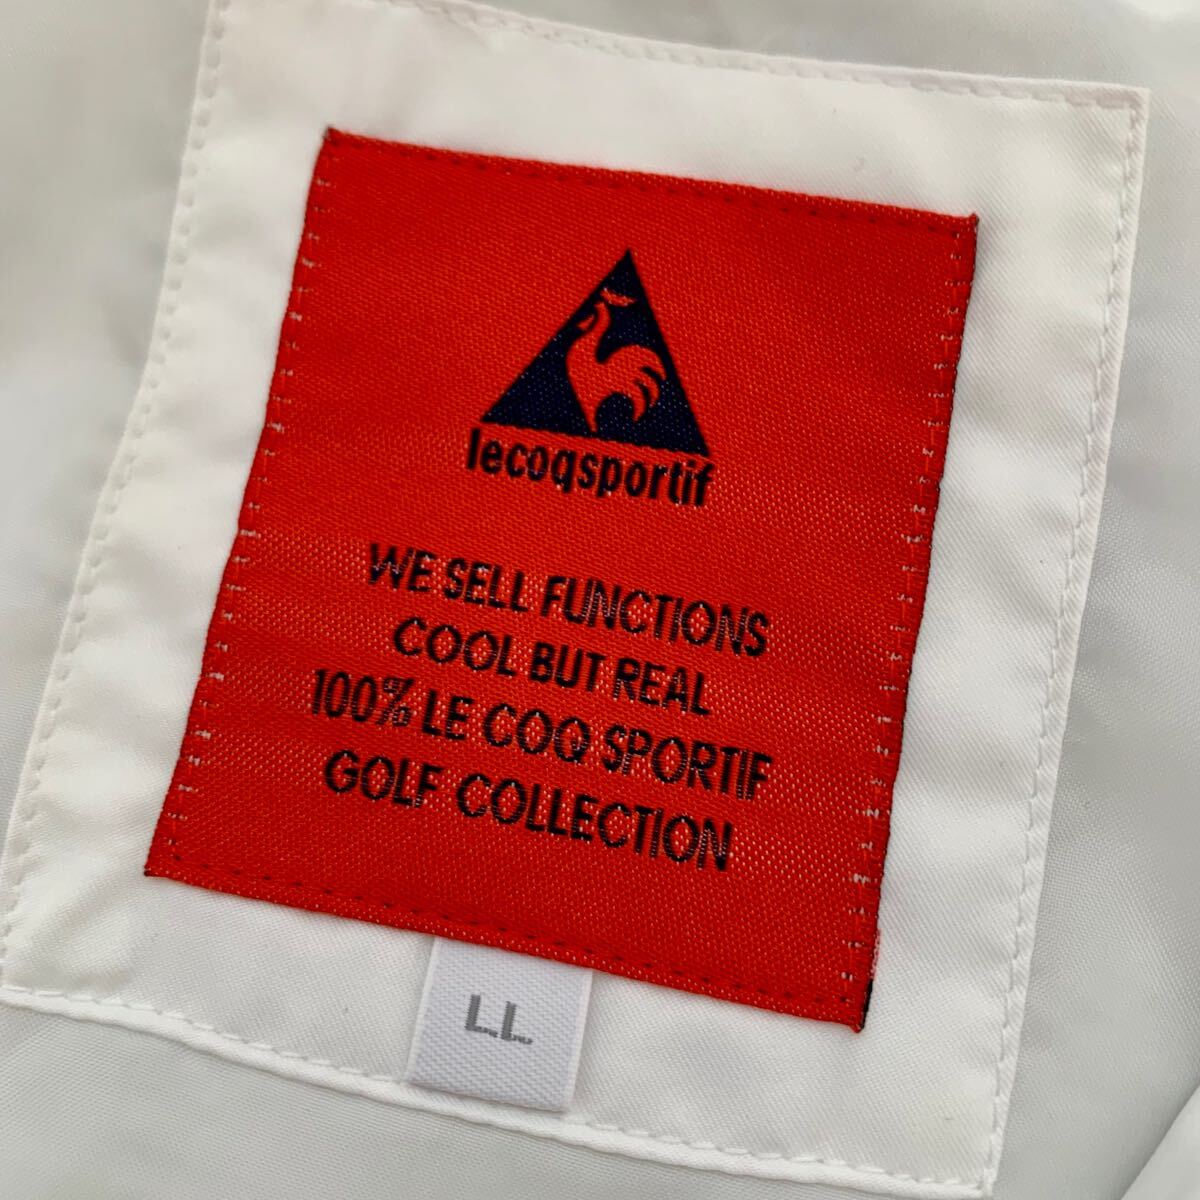 lecoqsportif
WE SELL FUNCTIONS
COOL BUT REAL
100% LE COQ SPORTIF
GOLF COLLECTION
LL